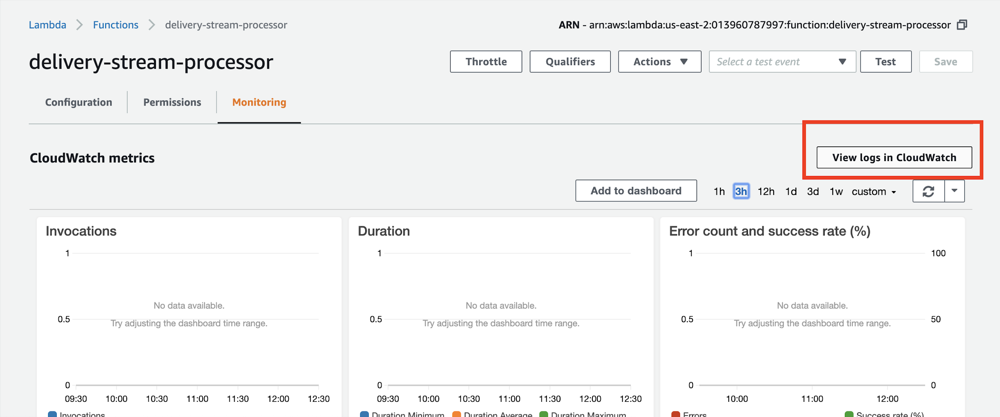 Lambda > Functions > delivery-stream-processor
ARN - arn:aws:lambda:us-east-2:013960787997:function:delivery-stream-processor
delivery-stream-processor
Throttle Qualifiers Actions Select a test event Test Save
Configuration Permissions Monitoring
CloudWatch metrics
View logs in CloudWatch
Add to dashboard 1h 3h 12h 1d 3d 1w custom
Invocations
1
No data available.
0.5
Try adjusting the dashboard time range.
0
09:30 10:00 10:30 11:00 11:30 12:00 12:30
Invocations
Duration
1
No data available.
0.5
Try adjusting the dashboard time range.
0
09:30 10:00 10:30 11:00 11:30 12:00 12:30
Duration Minimum Duration Average Duration Maximum
Error count and success rate (%)
1 100
No data available.
0.5 50
Try adjusting the dashboard time range.
0 0
10:00 11:00 12:00
Errors Success rate (%)